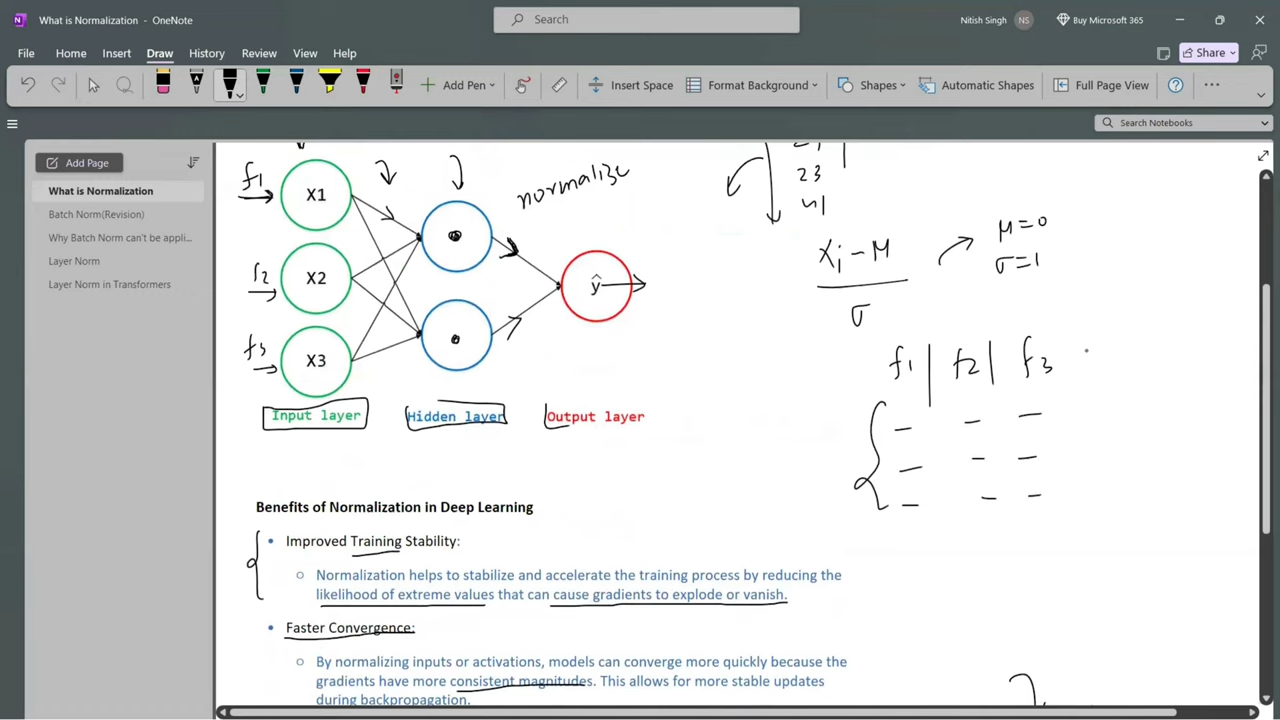 What is Normalization - OneNote
Search
Nitish Singh
NS
Buy Microsoft 365
File
Home
Insert
Draw
History
Review
View
Help
Share
Add Pen
Insert Space
Format Background
Shapes
Automatic Shapes
Full Page View
Search Notebooks
Add Page
What is Normalization
Batch Norm(Revision)
Why Batch Norm can't be appli...
Layer Norm
Layer Norm in Transformers
f1
X1
f2
X2
f3
X3
normalize
ŷ
23
41
xi - μ
σ
μ=0
σ=1
f1 | f2 | f3
Input layer
Hidden layer
Output layer
Benefits of Normalization in Deep Learning
• Improved Training Stability:
○ Normalization helps to stabilize and accelerate the training process by reducing the
likelihood of extreme values that can cause gradients to explode or vanish.
• Faster Convergence:
○ By normalizing inputs or activations, models can converge more quickly because the
gradients have more consistent magnitudes. This allows for more stable updates
during backpropagation.